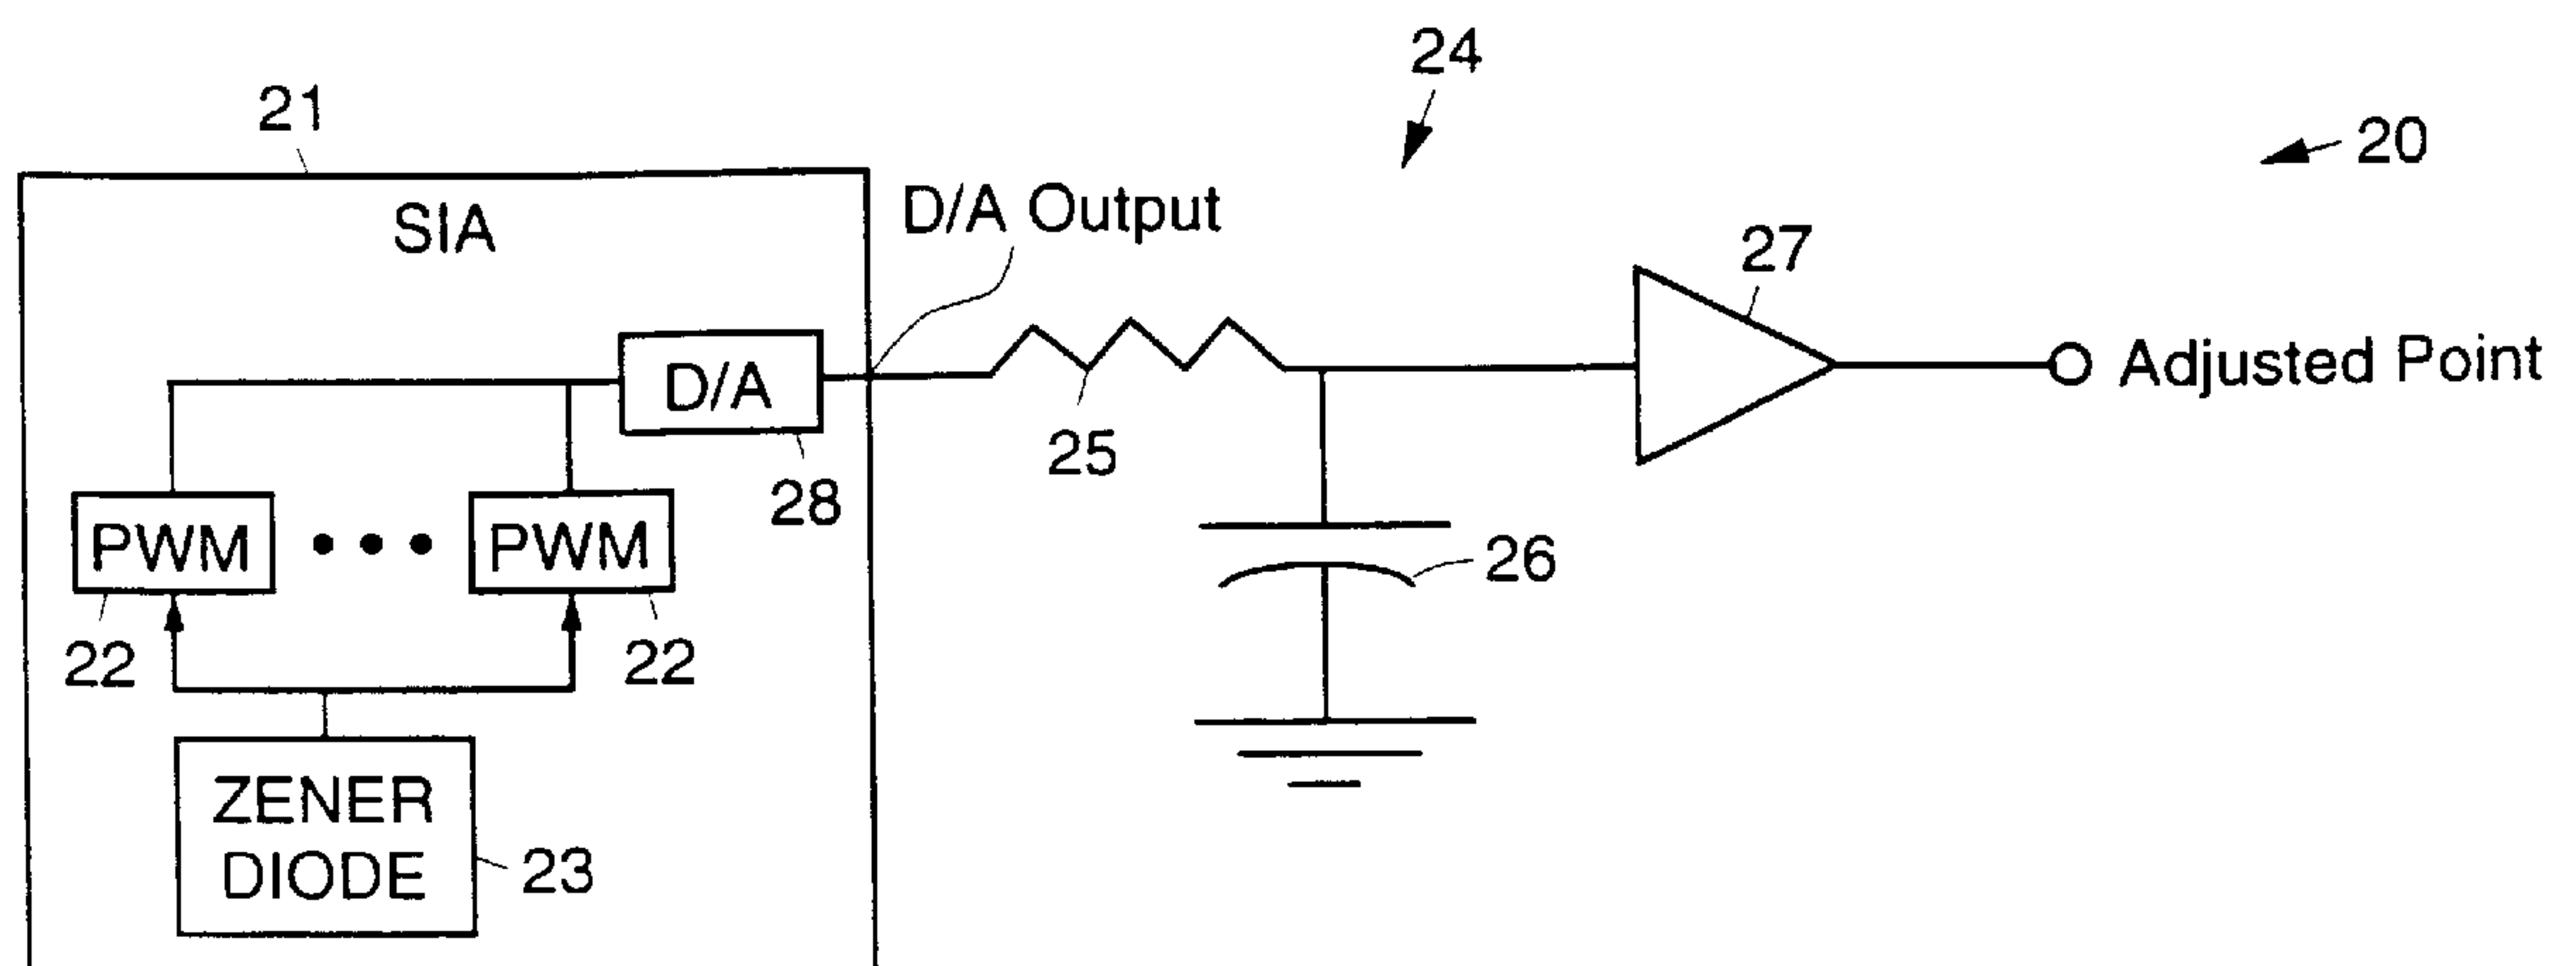 24
21
20
SIA
D/A Output
27
D/A
Adjusted Point
25
28
PWM
PWM
26
22
22
ZENER
DIODE
23